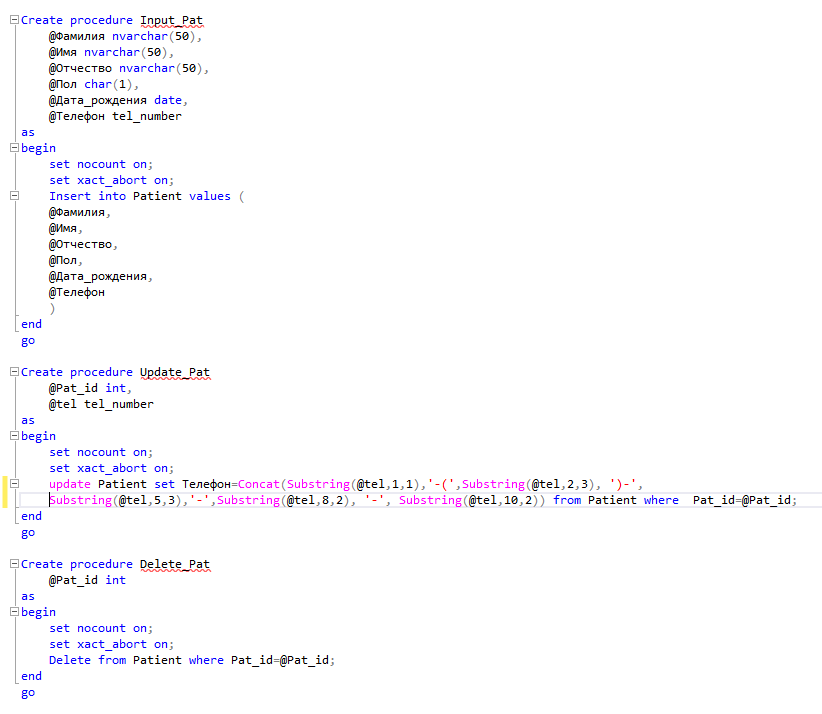 Create procedure Input_Pat
@Фамилия nvarchar(50),
@Имя nvarchar(50),
@Отчество nvarchar(50),
@Пол char(1),
@Дата_рождения date,
@Телефон tel_number
as
begin
set nocount on;
set xact_abort on;
Insert into Patient values (
@Фамилия,
@Имя,
@Отчество,
@Пол,
@Дата_рождения,
@Телефон
)
end
go
Create procedure Update_Pat
@Pat_id int,
@tel tel_number
as
begin
set nocount on;
set xact_abort on;
update Patient set Телефон=Concat(Substring(@tel,1,1),'-(',Substring(@tel,2,3), ')-',
Substring(@tel,5,3),'-',Substring(@tel,8,2), '-', Substring(@tel,10,2)) from Patient where  Pat_id=@Pat_id;
end
go
Create procedure Delete_Pat
@Pat_id int
as
begin
set nocount on;
set xact_abort on;
Delete from Patient where Pat_id=@Pat_id;
end
go